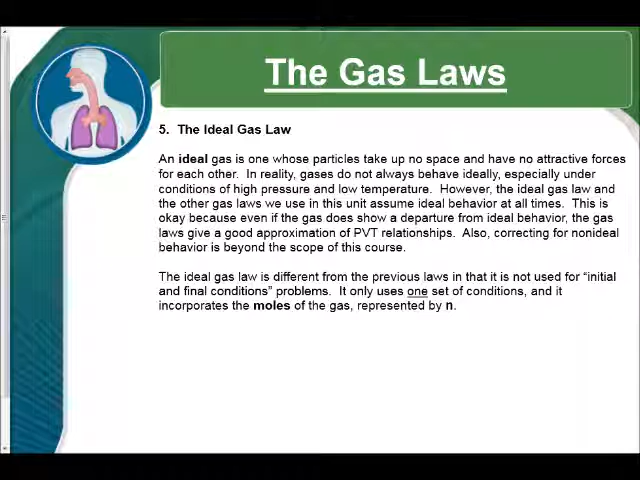 The Gas Laws
5. The Ideal Gas Law
An ideal gas is one whose particles take up no space and have no attractive forces
for each other. In reality, gases do not always behave ideally, especially under
conditions of high pressure and low temperature. However, the ideal gas law and
the other gas laws we use in this unit assume ideal behavior at all times. This is
okay because even if the gas does show a departure from ideal behavior, the gas
laws give a good approximation of PVT relationships. Also, correcting for nonideal
behavior is beyond the scope of this course.
The ideal gas law is different from the previous laws in that it is not used for “initial
and final conditions” problems. It only uses one set of conditions, and it
incorporates the moles of the gas, represented by n.